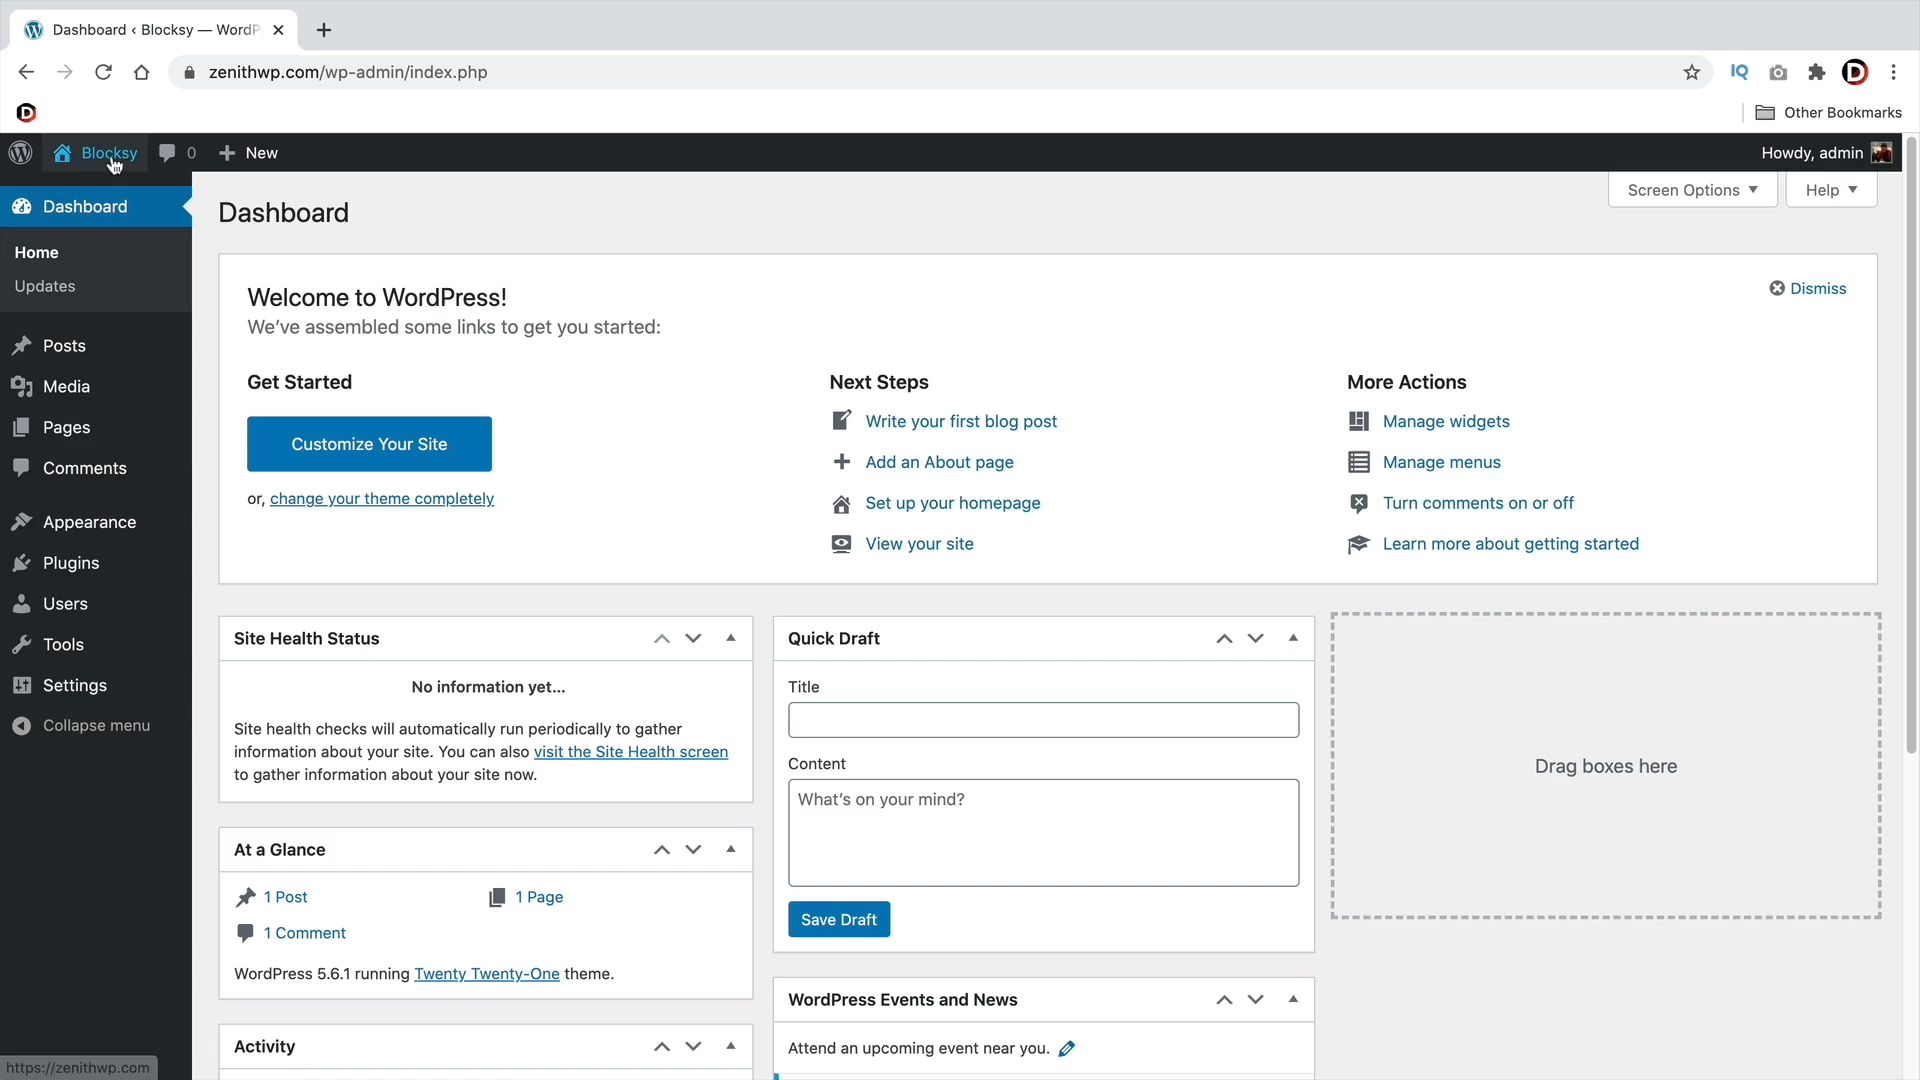 Dashboard ‹ Blocksy — WordP
zenithwp.com/wp-admin/index.php
IQ
Other Bookmarks
Blocksy
0
New
Howdy, admin
Dashboard
Home
Updates
Posts
Media
Pages
Comments
Appearance
Plugins
Users
Tools
Settings
Collapse menu
Dashboard
Screen Options
Help
Welcome to WordPress!
We've assembled some links to get you started:
Dismiss
Get Started
Customize Your Site
or, change your theme completely
Next Steps
Write your first blog post
Add an About page
Set up your homepage
View your site
More Actions
Manage widgets
Manage menus
Turn comments on or off
Learn more about getting started
Site Health Status
No information yet...
Site health checks will automatically run periodically to gather
information about your site. You can also visit the Site Health screen
to gather information about your site now.
At a Glance
1 Post
1 Page
1 Comment
WordPress 5.6.1 running Twenty Twenty-One theme.
Activity
Quick Draft
Title
Content
What's on your mind?
Save Draft
WordPress Events and News
Attend an upcoming event near you.
Drag boxes here
https://zenithwp.com